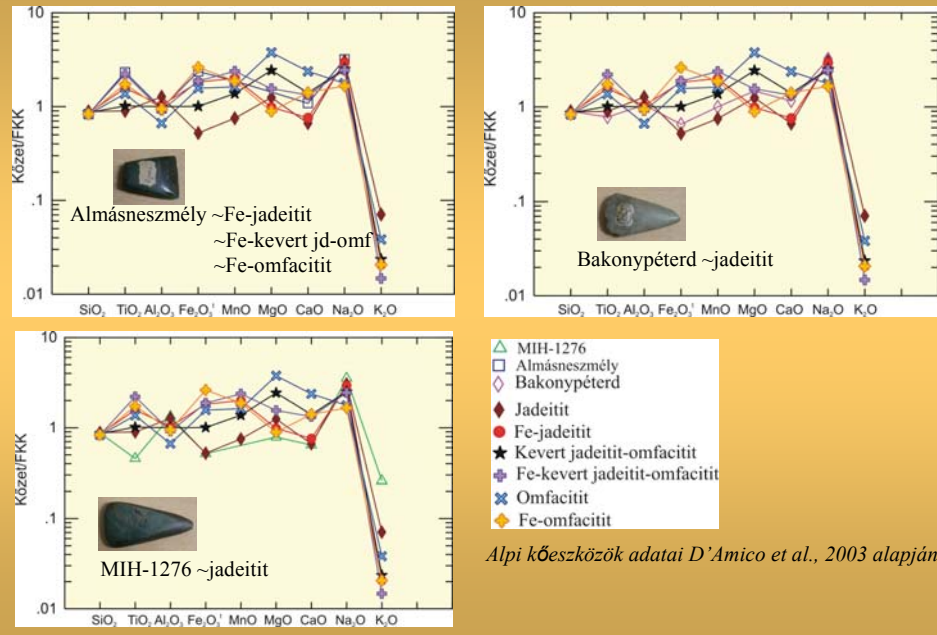 10
1
.1
.01
Kőzet/FKK
SiO₂ TiO₂ Al₂O₃ Fe₂O₃ᵗ MnO MgO CaO Na₂O K₂O
Almásneszmély ~Fe-jadeitit
~Fe-kevert jd-omf
~Fe-omfacitit
10
1
.1
.01
Kőzet/FKK
SiO₂ TiO₂ Al₂O₃ Fe₂O₃ᵗ MnO MgO CaO Na₂O K₂O
Bakonypéterd ~jadeitit
10
1
.1
.01
Kőzet/FKK
SiO₂ TiO₂ Al₂O₃ Fe₂O₃ᵗ MnO MgO CaO Na₂O K₂O
MIH-1276 ~jadeitit
MIH-1276
Almásneszmély
Bakonypéterd
Jadeitit
Fe-jadeitit
Kevert jadeitit-omfacitit
Fe-kevert jadeitit-omfacitit
Omfacitit
Fe-omfacitit
Alpi kőeszközök adatai D’Amico et al., 2003 alapján